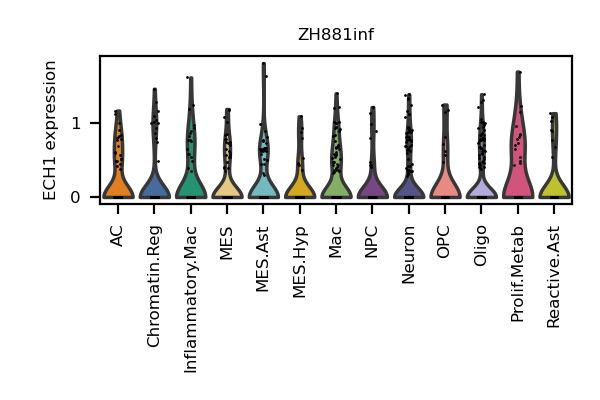 ZH881inf
ECH1 expression
1
0
AC
Chromatin.Reg
Inflammatory.Mac
MES
MES.Ast
MES.Hyp
Mac
NPC
Neuron
OPC
Oligo
Prolif.Metab
Reactive.Ast